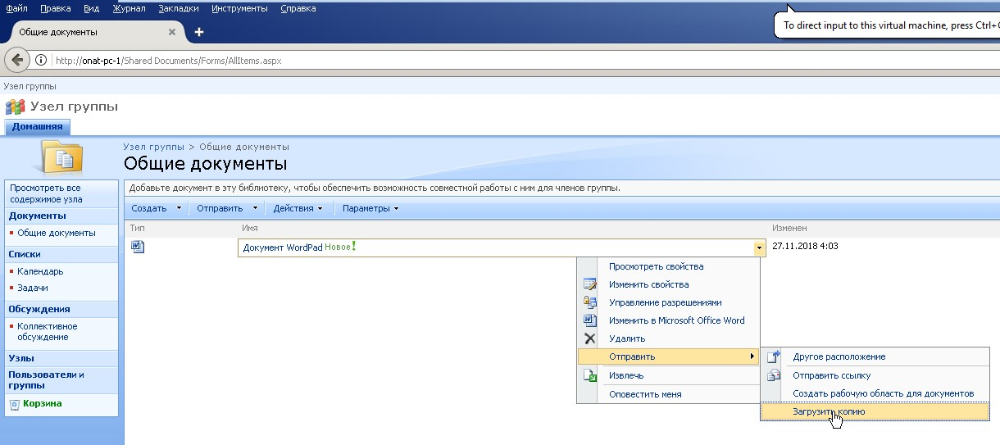 Файл Правка Вид Журнал Закладки Инструменты Справка
To direct input to this virtual machine, press Ctrl+G
Общие документы
http://onat-pc-1/Shared Documents/Forms/AllItems.aspx
Узел группы
Узел группы
Домашняя
Узел группы > Общие документы
Общие документы
Добавьте документ в эту библиотеку, чтобы обеспечить возможность совместной работы с ним для членов группы.
Создать Отправить Действия Параметры
Тип Имя Изменен
Документ WordPad Новое! 27.11.2018 4:03
Просмотреть все
содержимое узла
Документы
Общие документы
Списки
Календарь
Задачи
Обсуждения
Коллективное
обсуждение
Узлы
Пользователи и
группы
Корзина
Просмотреть свойства
Изменить свойства
Управление разрешениями
Изменить в Microsoft Office Word
Удалить
Отправить
Извлечь
Оповестить меня
Другое расположение
Отправить ссылку
Создать рабочую область для документов
Загрузить копию